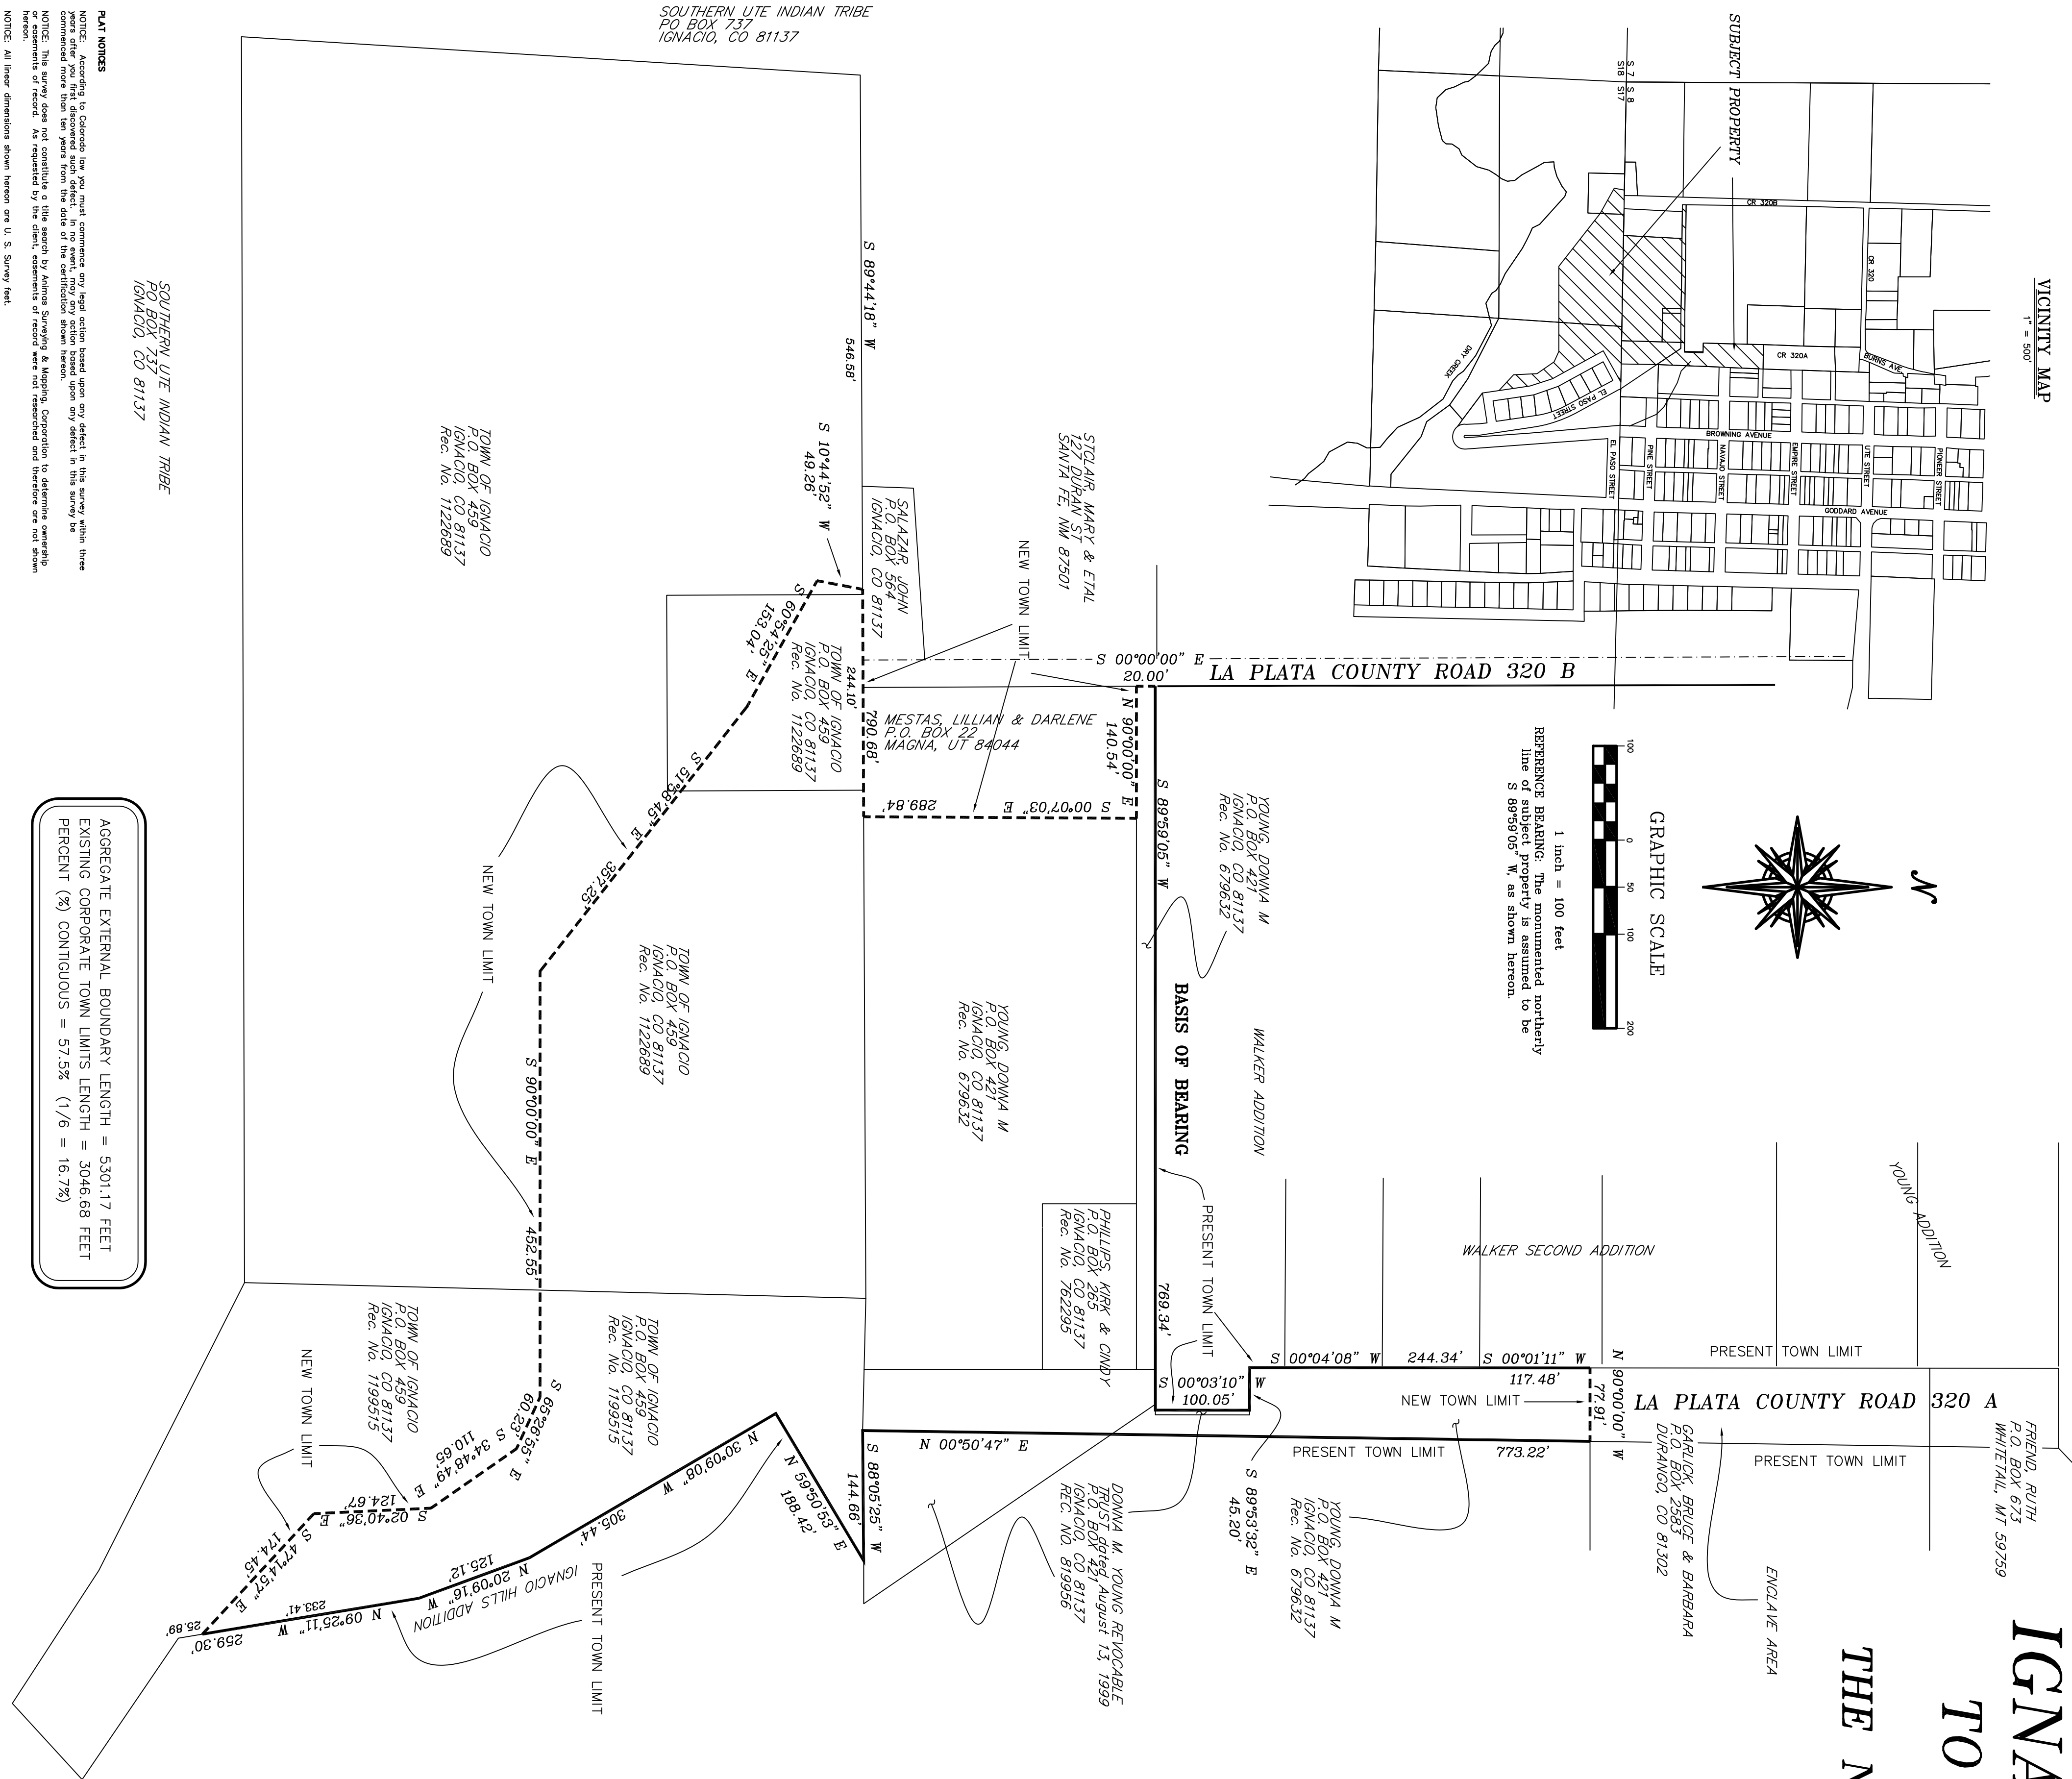 IGNA
TO
THE N
VICINITY MAP
1" = 500'
SUBJECT PROPERTY
S 7
S 8
S18
S17
CR 320B
CR 320
CR 320A
BURNS AVE
DRY CREEK
EL PASO STREET
BROWNING AVENUE
EL PASO STREET
PINE STREET
NAVAJO STREET
EMPIRE STREET
UTE STREET
PIONEER STREET
GODDARD AVENUE
N
GRAPHIC SCALE
100
0
50
100
200
1 inch = 100 feet
REFERENCE BEARING: The monumented northerly
line of subject property is assumed to be
S 89°59'05" W, as shown hereon.
FRIEND, RUTH
P.O. BOX 673
WHITETAIL, MT 59759
YOUNG ADDITION
WALKER SECOND ADDITION
PRESENT TOWN LIMIT
LA PLATA COUNTY ROAD 320 A
PRESENT TOWN LIMIT
GARLICK, BRUCE & BARBARA
P.O. BOX 2583
DURANGO, CO 81302
ENCLAVE AREA
N 90°00'00" W
77.91'
NEW TOWN LIMIT
S 00°01'11" W
117.48'
S 00°04'08" W
244.34'
PRESENT TOWN LIMIT
773.22'
N 00°50'47" E
S 89°53'32" E
45.20'
S 00°03'10" W
100.05'
YOUNG, DONNA M
P.O. BOX 421
IGNACIO, CO 81137
Rec. No. 679632
DONNA M. YOUNG REVOCABLE
TRUST dated August 13, 1999
P.O. BOX 421
IGNACIO, CO 81137
REC. NO. 819956
PRESENT TOWN LIMIT
WALKER ADDITION
BASIS OF BEARING
S 89°59'05" W
769.34'
YOUNG, DONNA M
P.O. BOX 421
IGNACIO, CO 81137
Rec. No. 679632
LA PLATA COUNTY ROAD 320 B
S 00°00'00" E
20.00'
N 90°00'00" E
140.54'
S 00°07'03" E
289.84'
STCLAIR, MARY & ETAL
127 DURAN ST
SANTA FE, NM 87501
NEW TOWN LIMIT
MESTAS, LILLIAN & DARLENE
P.O. BOX 22
MAGNA, UT 84044
YOUNG, DONNA M
P.O. BOX 421
IGNACIO, CO 81137
Rec. No. 679632
PHILLIPS, KIRK & CINDY
P.O. BOX 265
IGNACIO, CO 81137
Rec. No. 762295
SALAZAR, JOHN
P.O. BOX 564
IGNACIO, CO 81137
S 89°44'18" W
546.58'
244.10'
790.68'
S 10°44'52" W
49.26'
S 60°54'25" E
153.04'
TOWN OF IGNACIO
P.O. BOX 459
IGNACIO, CO 81137
Rec. No. 1122689
S 51°58'45" E
357.25'
NEW TOWN LIMIT
TOWN OF IGNACIO
P.O. BOX 459
IGNACIO, CO 81137
Rec. No. 1122689
TOWN OF IGNACIO
P.O. BOX 459
IGNACIO, CO 81137
Rec. No. 1122689
S 90°00'00" E
452.55'
TOWN OF IGNACIO
P.O. BOX 459
IGNACIO, CO 81137
Rec. No. 1199515
TOWN OF IGNACIO
P.O. BOX 459
IGNACIO, CO 81137
Rec. No. 1199515
S 65°26'55" E
60.23'
S 34°48'49" E
110.65'
S 02°40'36" E
124.67'
S 47°14'57" E
174.45'
NEW TOWN LIMIT
25.89'
233.41'
259.30'
N 09°25'11" W
N 20°09'16" W
125.12'
N 30°09'08" W
305.44'
N 59°50'53" E
188.42'
S 88°05'25" W
144.66'
IGNACIO HILLS ADDITION
PRESENT TOWN LIMIT
SOUTHERN UTE INDIAN TRIBE
PO BOX 737
IGNACIO, CO 81137
SOUTHERN UTE INDIAN TRIBE
PO BOX 737
IGNACIO, CO 81137
AGGREGATE EXTERNAL BOUNDARY LENGTH = 5301.17 FEET
EXISTING CORPORATE TOWN LIMITS LENGTH = 3046.68 FEET
PERCENT (%) CONTIGUOUS = 57.5% (1/6 = 16.7%)
PLAT NOTICES
NOTICE: According to Colorado law you must commence any legal action based upon any defect in this survey within three
years after you first discovered such defect. In no event, may any action based upon any defect in this survey be
commenced more than ten years from the date of the certification shown hereon.
NOTICE: This survey does not constitute a title search by Animas Surveying & Mapping, Corporation to determine ownership
or easements of record. As requested by the client, easements of record were not researched and therefore are not shown
hereon.
NOTICE: All linear dimensions shown hereon are U. S. Survey feet.